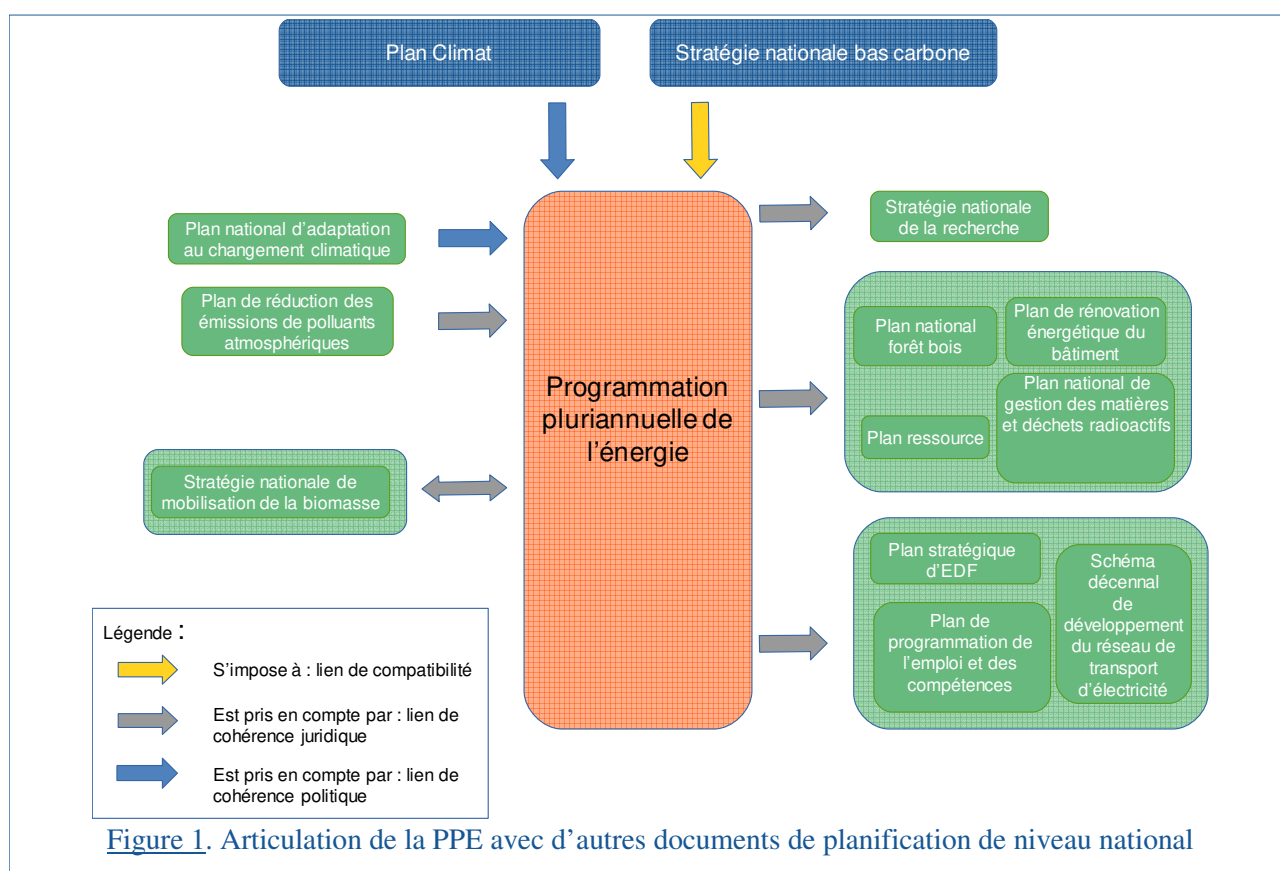 Plan Climat
Stratégie nationale bas carbone
Plan national d'adaptation
au changement climatique
Plan de réduction des
émissions de polluants
atmosphériques
Stratégie nationale de
mobilisation de la biomasse
Programmation
pluriannuelle de
l'énergie
Stratégie nationale
de la recherche
Plan national
forêt bois
Plan de rénovation
énergétique du
bâtiment
Plan ressource
Plan national de
gestion des matières
et déchets radioactifs
Plan stratégique
d'EDF
Plan de
programmation de
l'emploi et des
compétences
Schéma
décennal
de
développement
du réseau de
transport
d'électricité
Légende :
S'impose à : lien de compatibilité
Est pris en compte par : lien de
cohérence juridique
Est pris en compte par : lien de
cohérence politique
Figure 1. Articulation de la PPE avec d'autres documents de planification de niveau national